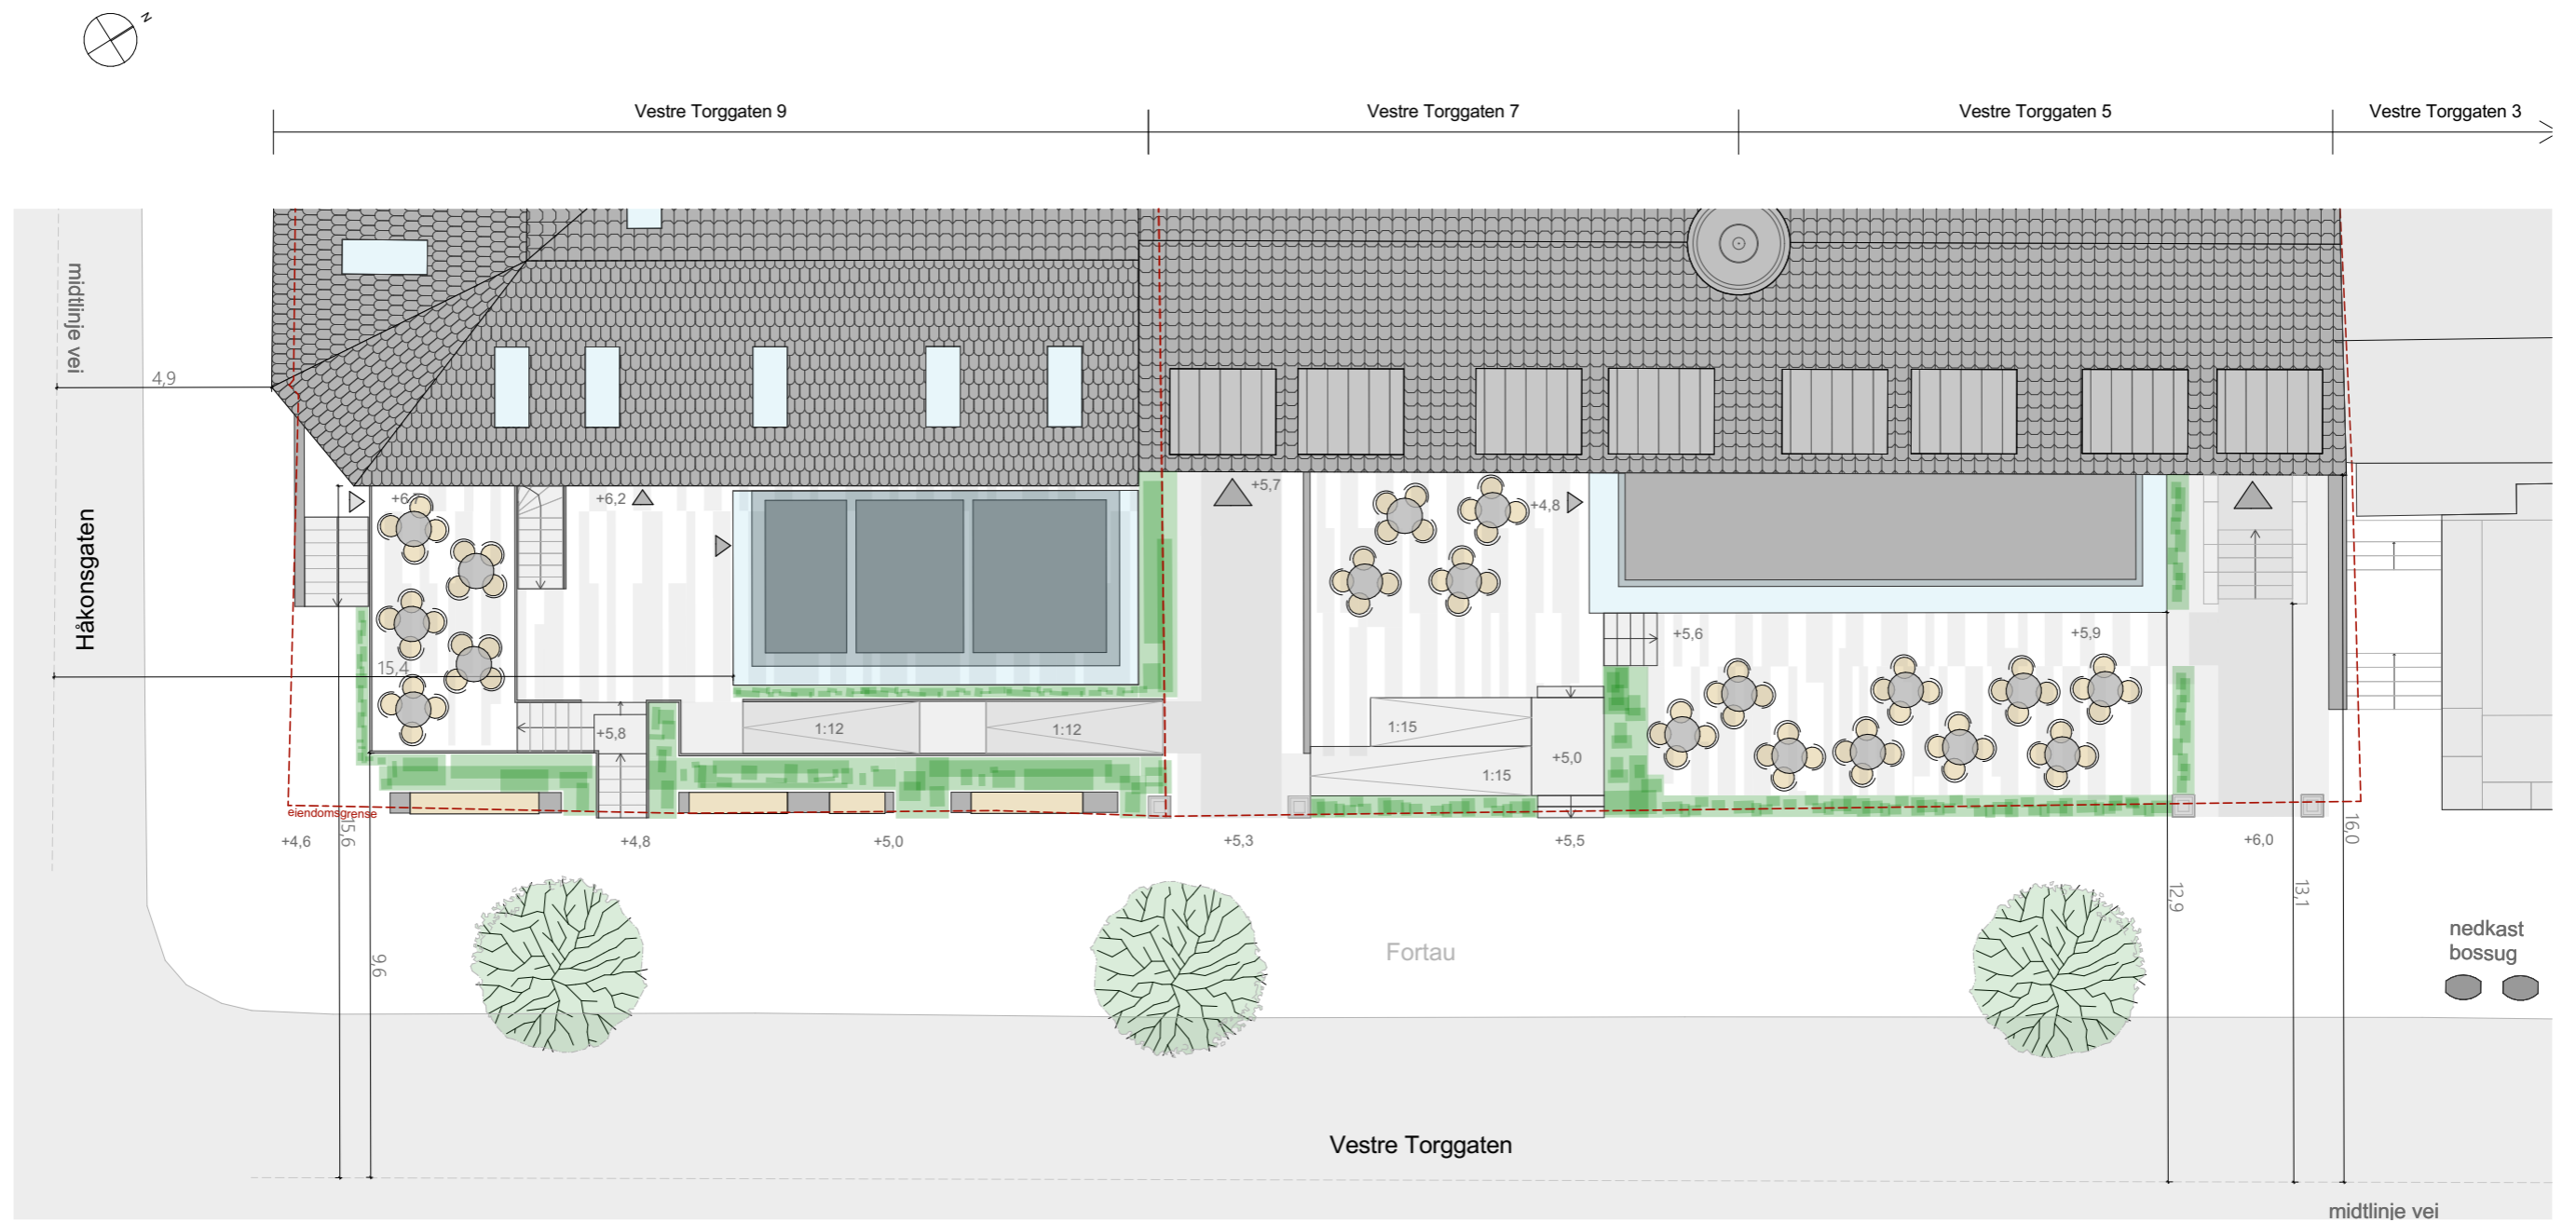 N
Vestre Torggaten 9
Vestre Torggaten 7
Vestre Torggaten 5
Vestre Torggaten 3
midtlinje vei
4,9
Håkonsgaten
+6,2
+5,7
+4,8
15,4
+5,6
+5,9
+5,8
1:12
1:12
1:15
1:15
+5,0
eiendomsgrense
15,6
16,0
+4,6
+4,8
+5,0
+5,3
+5,5
+6,0
12,9
13,1
9,6
Fortau
nedkast
bossug
Vestre Torggaten
midtlinje vei